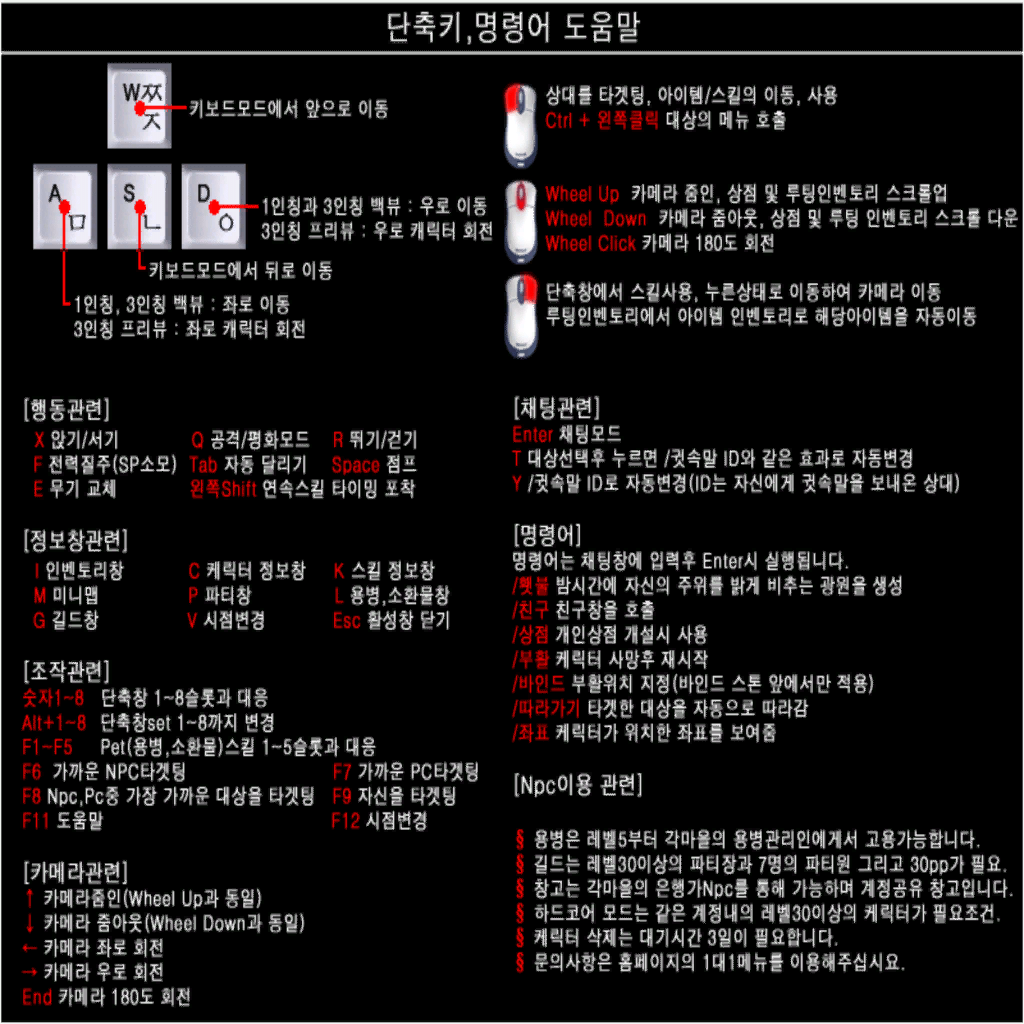 단축키,명령어 도움말
Wㅉ
ㅈ
키보드모드에서 앞으로 이동
A
ㅁ
S
ㄴ
D
ㅇ
1인칭과 3인칭 백뷰 : 우로 이동
3인칭 프리뷰 : 우로 캐릭터 회전
키보드모드에서 뒤로 이동
1인칭, 3인칭 백뷰 : 좌로 이동
3인칭 프리뷰 : 좌로 캐릭터 회전
상대를 타겟팅, 아이템/스킬의 이동, 사용
Ctrl + 왼쪽클릭 대상의 메뉴 호출
Wheel Up 카메라 줌인, 상점 및 루팅인벤토리 스크롤업
Wheel Down 카메라 줌아웃, 상점 및 루팅 인벤토리 스크롤 다운
Wheel Click 카메라 180도 회전
단축창에서 스킬사용, 누른상태로 이동하여 카메라 이동
루팅인벤토리에서 아이템 인벤토리로 해당아이템을 자동이동
[행동관련]
X 앉기/서기 Q 공격/평화모드 R 뛰기/걷기
F 전력질주(SP소모) Tab 자동 달리기 Space 점프
E 무기 교체 왼쪽Shift 연속스킬 타이밍 포착
[정보창관련]
I 인벤토리창 C 케릭터 정보창 K 스킬 정보창
M 미니맵 P 파티창 L 용병,소환물창
G 길드창 V 시점변경 Esc 활성창 닫기
[조작관련]
숫자1~8 단축창 1~8슬롯과 대응
Alt+1~8 단축창set 1~8까지 변경
F1~F5 Pet(용병,소환물)스킬 1~5슬롯과 대응
F6 가까운 NPC타겟팅 F7 가까운 PC타겟팅
F8 Npc,Pc중 가장 가까운 대상을 타겟팅 F9 자신을 타겟팅
F11 도움말 F12 시점변경
[카메라관련]
↑ 카메라줌인(Wheel Up과 동일)
↓ 카메라 줌아웃(Wheel Down과 동일)
← 카메라 좌로 회전
→ 카메라 우로 회전
End 카메라 180도 회전
[채팅관련]
Enter 채팅모드
T 대상선택후 누르면 /귓속말 ID와 같은 효과로 자동변경
Y /귓속말 ID로 자동변경(ID는 자신에게 귓속말을 보내온 상대)
[명령어]
명령어는 채팅창에 입력후 Enter시 실행됩니다.
/횃불 밤시간에 자신의 주위를 밝게 비추는 광원을 생성
/친구 친구창을 호출
/상점 개인상점 개설시 사용
/부활 케릭터 사망후 재시작
/바인드 부활위치 지정(바인드 스톤 앞에서만 적용)
/따라가기 타겟한 대상을 자동으로 따라감
/좌표 케릭터가 위치한 좌표를 보여줌
[Npc이용 관련]
§ 용병은 레벨5부터 각마을의 용병관리인에게서 고용가능합니다.
§ 길드는 레벨30이상의 파티장과 7명의 파티원 그리고 30pp가 필요.
§ 창고는 각마을의 은행가Npc를 통해 가능하며 계정공유 창고입니다.
§ 하드코어 모드는 같은 계정내의 레벨30이상의 케릭터가 필요조건.
§ 케릭터 삭제는 대기시간 3일이 필요합니다.
§ 문의사항은 홈페이지의 1대1메뉴를 이용해주십시요.